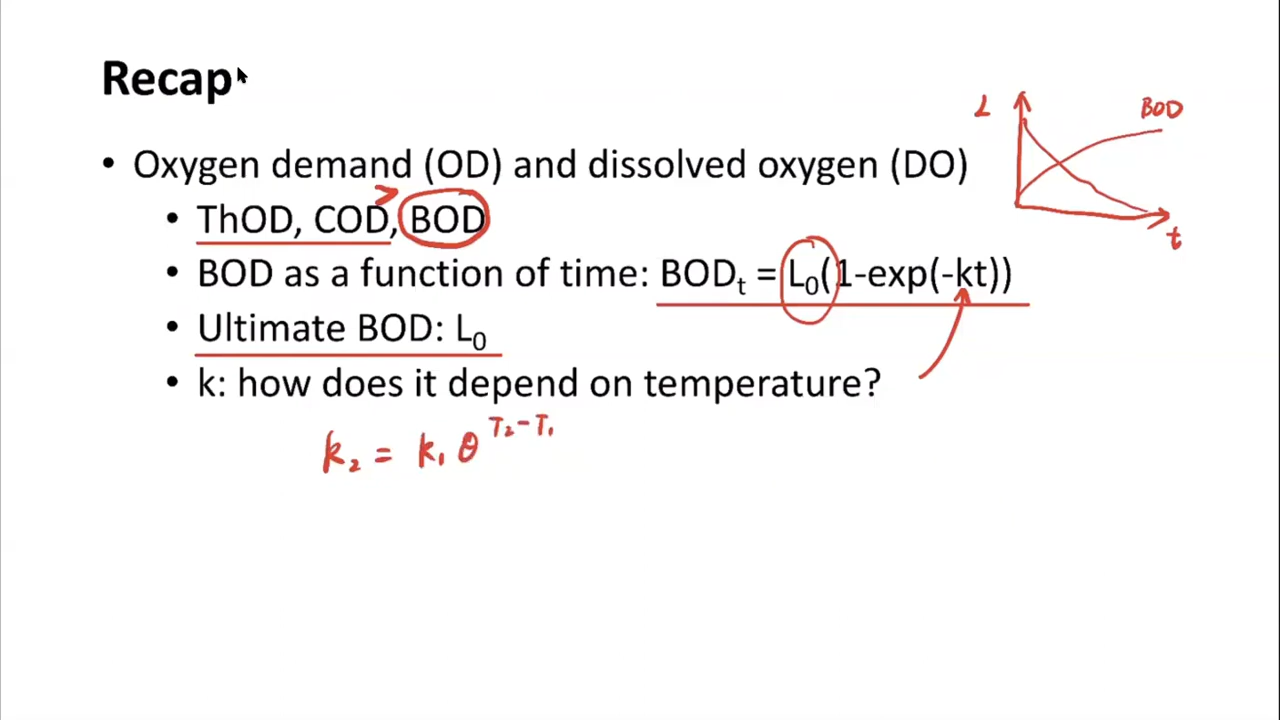 Recap
L
BOD
• Oxygen demand (OD) and dissolved oxygen (DO)
• ThOD, COD, BOD
>
t
• BOD as a function of time: BODₜ = L₀(1-exp(-kt))
• Ultimate BOD: L₀
• k: how does it depend on temperature?
k₂ = k₁ θ^(T₂-T₁)